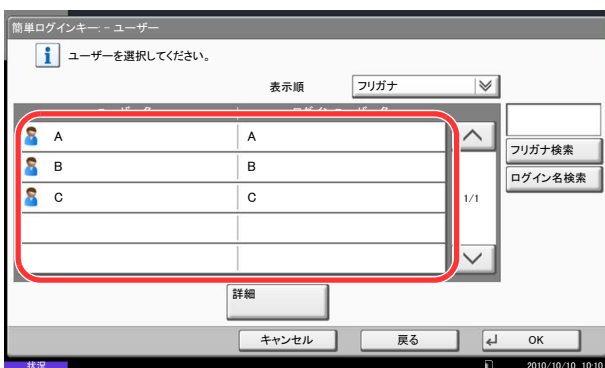 簡単ログインキー: - ユーザー
ユーザーを選択してください。
表示順 フリガナ
A A
B B
C C
1/1
フリガナ検索
ログイン名検索
詳細
キャンセル 戻る OK
状況 2010/10/10 10:10